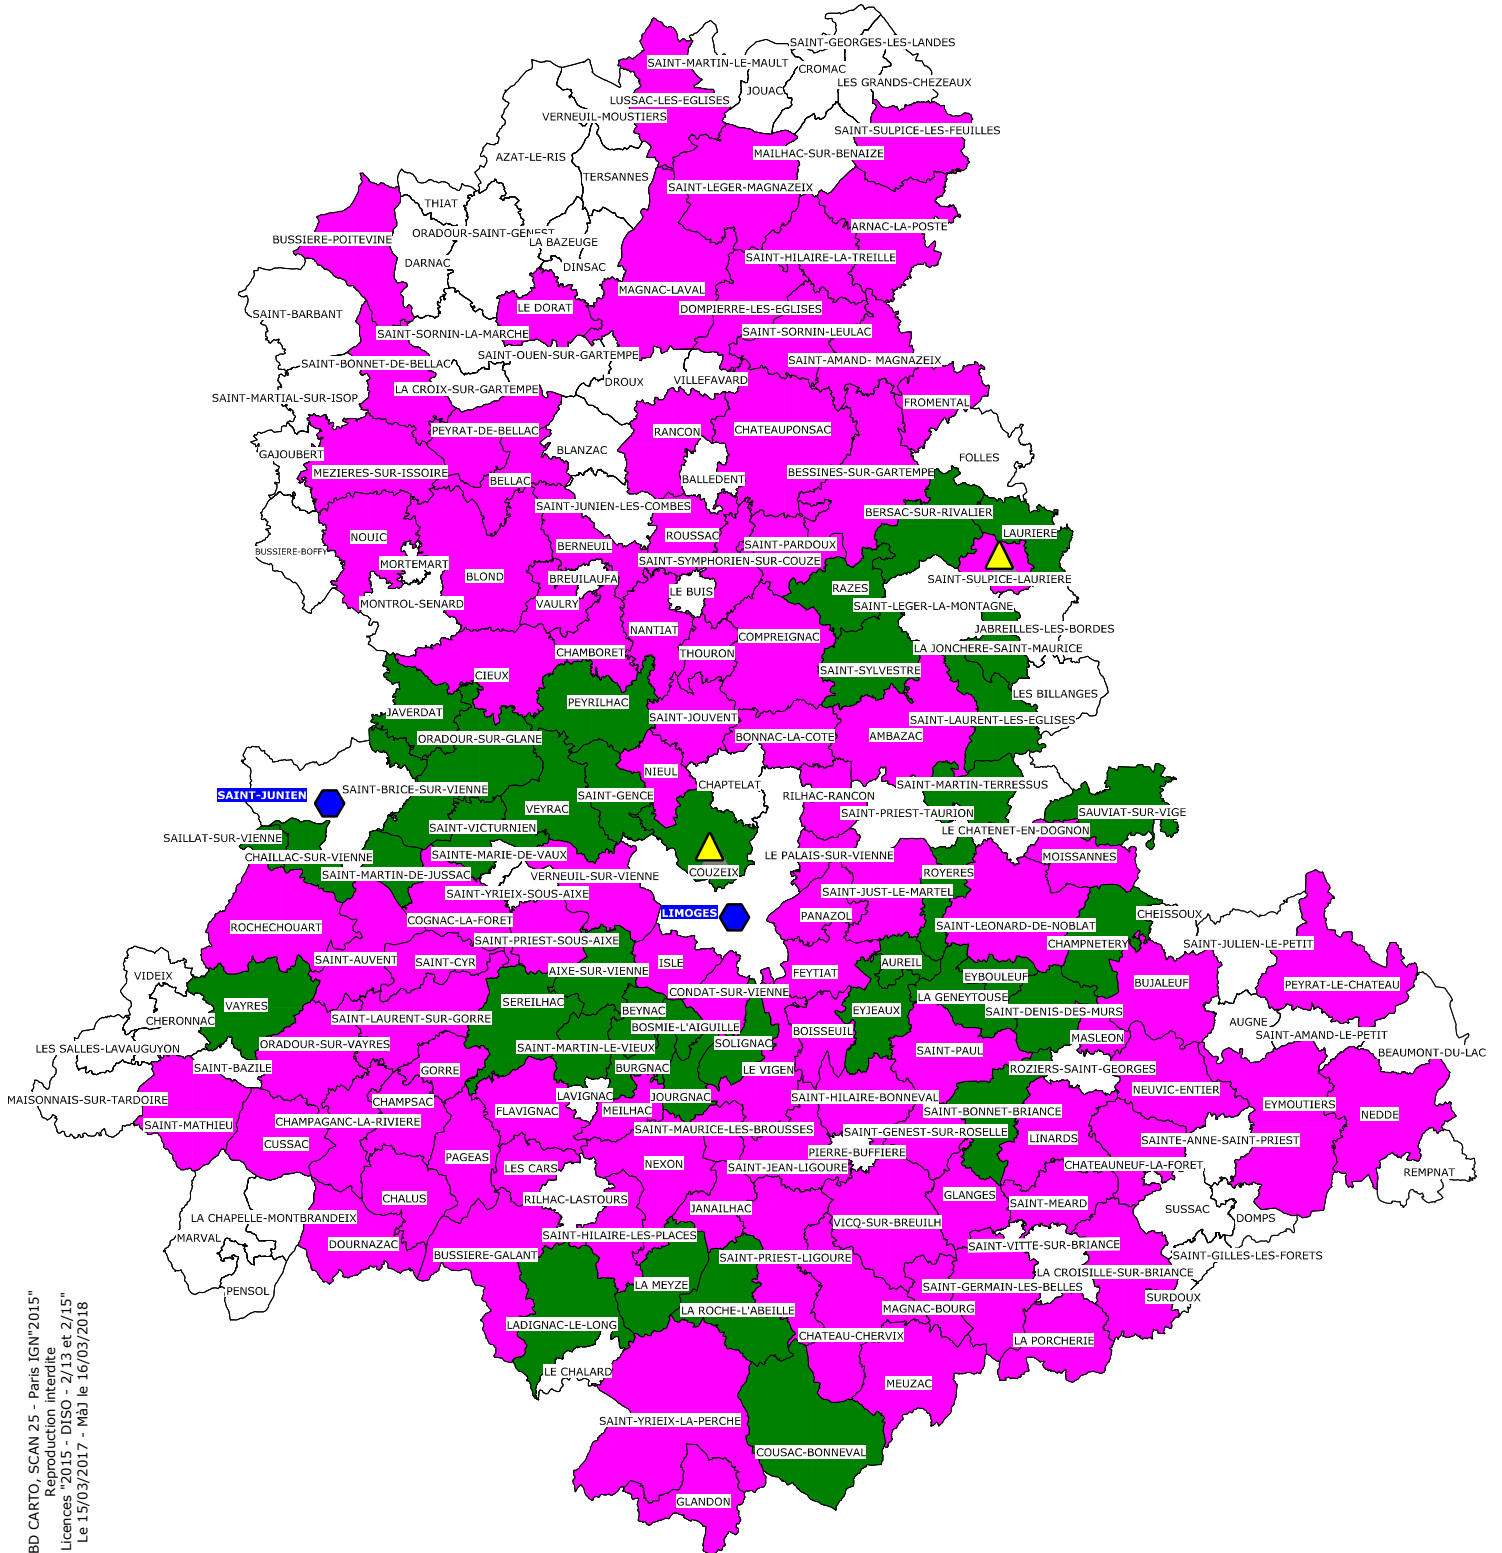 SAINT-GEORGES-LES-LANDES
SAINT-MARTIN-LE-MAULT
CROMAC
LES GRANDS-CHEZEAUX
JOUAC
LUSSAC-LES-EGLISES
VERNEUIL-MOUSTIERS
SAINT-SULPICE-LES-FEUILLES
MAILHAC-SUR-BENAIZE
AZAT-LE-RIS
TERSANNES
SAINT-LEGER-MAGNAZEIX
THIAT
ARNAC-LA-POSTE
ORADOUR-SAINT-GENEST
BUSSIERE-POITEVINE
LA BAZEUGE
SAINT-HILAIRE-LA-TREILLE
DARNAC
DINSAC
MAGNAC-LAVAL
LE DORAT
DOMPIERRE-LES-EGLISES
SAINT-BARBANT
SAINT-SORNIN-LA-MARCHE
SAINT-SORNIN-LEULAC
SAINT-OUEN-SUR-GARTEMPE
SAINT-AMAND- MAGNAZEIX
SAINT-BONNET-DE-BELLAC
DROUX
VILLEFAVARD
LA CROIX-SUR-GARTEMPE
SAINT-MARTIAL-SUR-ISOP
FROMENTAL
PEYRAT-DE-BELLAC
RANCON
CHATEAUPONSAC
GAJOUBERT
BLANZAC
FOLLES
MEZIERES-SUR-ISSOIRE
BESSINES-SUR-GARTEMPE
BELLAC
BALLEDENT
SAINT-JUNIEN-LES-COMBES
BERSAC-SUR-RIVALIER
LAURIERE
NOUIC
ROUSSAC
BERNEUIL
SAINT-PARDOUX
BUSSIERE-BOFFY
MORTEMART
SAINT-SYMPHORIEN-SUR-COUZE
BLOND
BREUILAUFA
SAINT-SULPICE-LAURIERE
LE BUIS
RAZES
MONTROL-SENARD
VAULRY
SAINT-LEGER-LA-MONTAGNE
NANTIAT
JABREILLES-LES-BORDES
COMPREIGNAC
LA JONCHERE-SAINT-MAURICE
CHAMBORET
THOURON
CIEUX
SAINT-SYLVESTRE
LES BILLANGES
PEYRILHAC
JAVERDAT
SAINT-JOUVENT
SAINT-LAURENT-LES-EGLISES
ORADOUR-SUR-GLANE
BONNAC-LA-COTE
AMBAZAC
NIEUL
CHAPTELAT
SAINT-MARTIN-TERRESSUS
SAINT-JUNIEN
SAINT-BRICE-SUR-VIENNE
SAINT-GENCE
RILHAC-RANCON
VEYRAC
SAINT-PRIEST-TAURION
SAUVIAT-SUR-VIGE
SAINT-VICTURNIEN
LE CHATENET-EN-DOGNON
SAILLAT-SUR-VIENNE
CHAILLAC-SUR-VIENNE
SAINTE-MARIE-DE-VAUX
LE PALAIS-SUR-VIENNE
MOISSANNES
SAINT-MARTIN-DE-JUSSAC
VERNEUIL-SUR-VIENNE
COUZEIX
ROYERES
SAINT-YRIEIX-SOUS-AIXE
SAINT-JUST-LE-MARTEL
LIMOGES
PANAZOL
CHEISSOUX
ROCHECHOUART
COGNAC-LA-FORET
SAINT-LEONARD-DE-NOBLAT
SAINT-PRIEST-SOUS-AIXE
CHAMPNETERY
SAINT-JULIEN-LE-PETIT
SAINT-AUVENT
SAINT-CYR
ISLE
AUREIL
VIDEIX
AIXE-SUR-VIENNE
FEYTIAT
EYBOULEUF
BUJALEUF
PEYRAT-LE-CHATEAU
CONDAT-SUR-VIENNE
LA GENEYTOUSE
VAYRES
SEREILHAC
BEYNAC
EYJEAUX
SAINT-DENIS-DES-MURS
CHERONNAC
SAINT-LAURENT-SUR-GORRE
BOSMIE-L'AIGUILLE
BOISSEUIL
AUGNE
SAINT-AMAND-LE-PETIT
MASLEON
LES SALLES-LAVAUGUYON
ORADOUR-SUR-VAYRES
SAINT-MARTIN-LE-VIEUX
SOLIGNAC
SAINT-PAUL
BEAUMONT-DU-LAC
SAINT-BAZILE
GORRE
BURGNAC
LE VIGEN
ROZIERS-SAINT-GEORGES
MAISONNAIS-SUR-TARDOIRE
CHAMPSAC
LAVIGNAC
JOURGNAC
SAINT-HILAIRE-BONNEVAL
NEUVIC-ENTIER
FLAVIGNAC
MEILHAC
SAINT-BONNET-BRIANCE
EYMOUTIERS
NEDDE
SAINT-MATHIEU
CHAMPAGANC-LA-RIVIERE
SAINT-MAURICE-LES-BROUSSES
SAINT-GENEST-SUR-ROSELLE
LINARDS
SAINTE-ANNE-SAINT-PRIEST
CUSSAC
PAGEAS
PIERRE-BUFFIERE
LES CARS
NEXON
SAINT-JEAN-LIGOURE
CHATEAUNEUF-LA-FORET
REMPNAT
CHALUS
RILHAC-LASTOURS
GLANGES
SAINT-MEARD
JANAILHAC
SUSSAC
LA CHAPELLE-MONTBRANDEIX
VICQ-SUR-BREUILH
DOMPS
MARVAL
DOURNAZAC
SAINT-HILAIRE-LES-PLACES
SAINT-VITTE-SUR-BRIANCE
BUSSIERE-GALANT
SAINT-PRIEST-LIGOURE
SAINT-GILLES-LES-FORETS
LA CROISILLE-SUR-BRIANCE
PENSOL
LA MEYZE
SAINT-GERMAIN-LES-BELLES
SURDOUX
LA ROCHE-L'ABEILLE
MAGNAC-BOURG
LADIGNAC-LE-LONG
CHATEAU-CHERVIX
LA PORCHERIE
LE CHALARD
MEUZAC
SAINT-YRIEIX-LA-PERCHE
COUSAC-BONNEVAL
GLANDON
BD CARTO, SCAN 25 - Paris IGN"2015"
Reproduction interdite
Licences "2015 - DISO - 2/13 et 2/15"
Le 15/03/2017 - MàJ le 16/03/2018